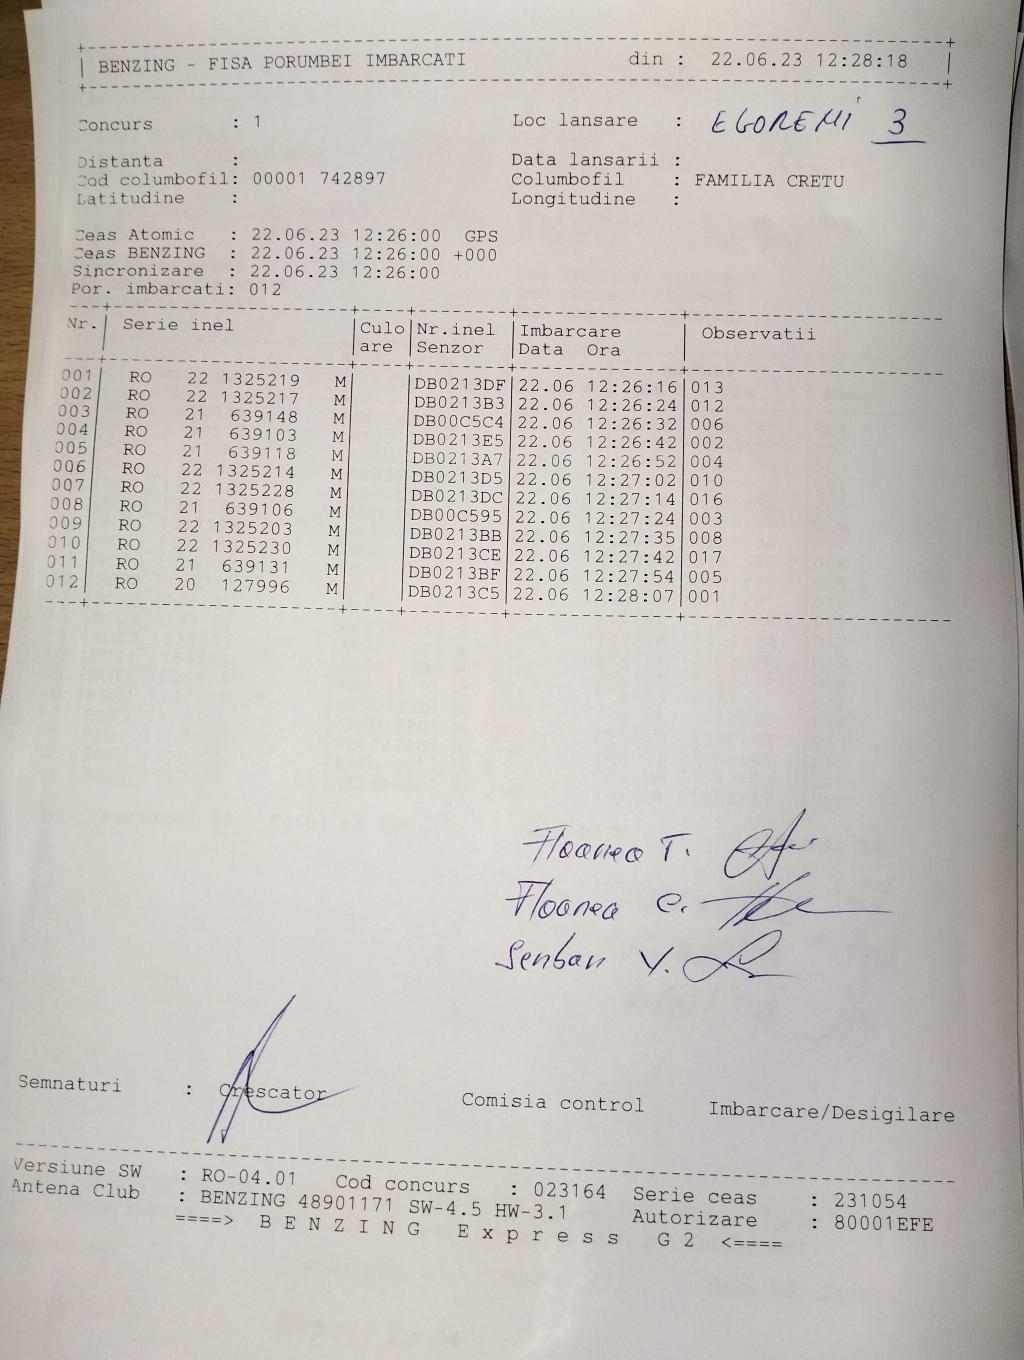 BENZING - FISA PORUMBEI IMBARCATI din : 22.06.23 12:28:18
Concurs : 1 Loc lansare : EGOREMI 3
Distanta : Data lansarii :
Cod columbofil: 00001 742897 Columbofil : FAMILIA CRETU
Latitudine : Longitudine :
Ceas Atomic : 22.06.23 12:26:00 GPS
Ceas BENZING : 22.06.23 12:26:00 +000
Sincronizare : 22.06.23 12:26:00
Por. imbarcati: 012
Nr. Serie inel Culo Nr.inel Imbarcare Observatii
are Senzor Data Ora
001 RO 22 1325219 M DB0213DF 22.06 12:26:16 013
002 RO 22 1325217 M DB0213B3 22.06 12:26:24 012
003 RO 21 639148 M DB00C5C4 22.06 12:26:32 006
004 RO 21 639103 M DB0213E5 22.06 12:26:42 002
005 RO 21 639118 M DB0213A7 22.06 12:26:52 004
006 RO 22 1325214 M DB0213D5 22.06 12:27:02 010
007 RO 22 1325228 M DB0213DC 22.06 12:27:14 016
008 RO 21 639106 M DB00C595 22.06 12:27:24 003
009 RO 22 1325203 M DB0213BB 22.06 12:27:35 008
010 RO 22 1325230 M DB0213CE 22.06 12:27:42 017
011 RO 21 639131 M DB0213BF 22.06 12:27:54 005
012 RO 20 127996 M DB0213C5 22.06 12:28:07 001
Floarea T.
Floarea C.
Serban V.
Semnaturi : Crescator Comisia control Imbarcare/Desigilare
Versiune SW : RO-04.01 Cod concurs : 023164 Serie ceas : 231054
Antena Club : BENZING 48901171 SW-4.5 HW-3.1 Autorizare : 80001EFE
====> B E N Z I N G E x p r e s s G 2 <====